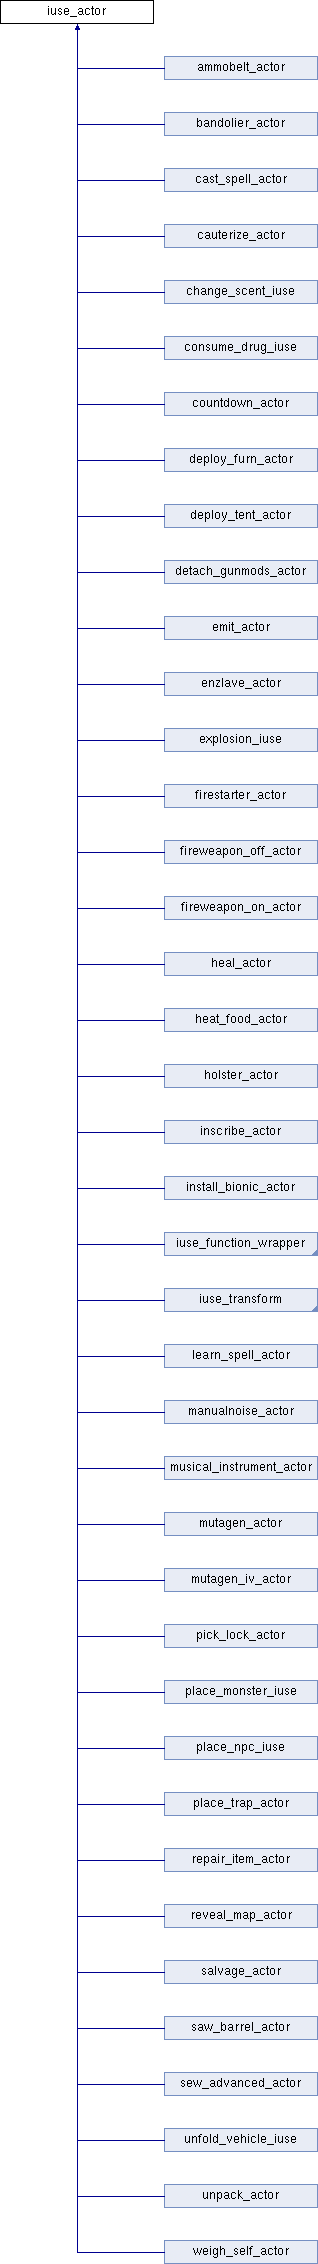 iuse_actor
ammobelt_actor
bandolier_actor
cast_spell_actor
cauterize_actor
change_scent_iuse
consume_drug_iuse
countdown_actor
deploy_furn_actor
deploy_tent_actor
detach_gunmods_actor
emit_actor
enzlave_actor
explosion_iuse
firestarter_actor
fireweapon_off_actor
fireweapon_on_actor
heal_actor
heat_food_actor
holster_actor
inscribe_actor
install_bionic_actor
iuse_function_wrapper
iuse_transform
learn_spell_actor
manualnoise_actor
musical_instrument_actor
mutagen_actor
mutagen_iv_actor
pick_lock_actor
place_monster_iuse
place_npc_iuse
place_trap_actor
repair_item_actor
reveal_map_actor
salvage_actor
saw_barrel_actor
sew_advanced_actor
unfold_vehicle_iuse
unpack_actor
weigh_self_actor